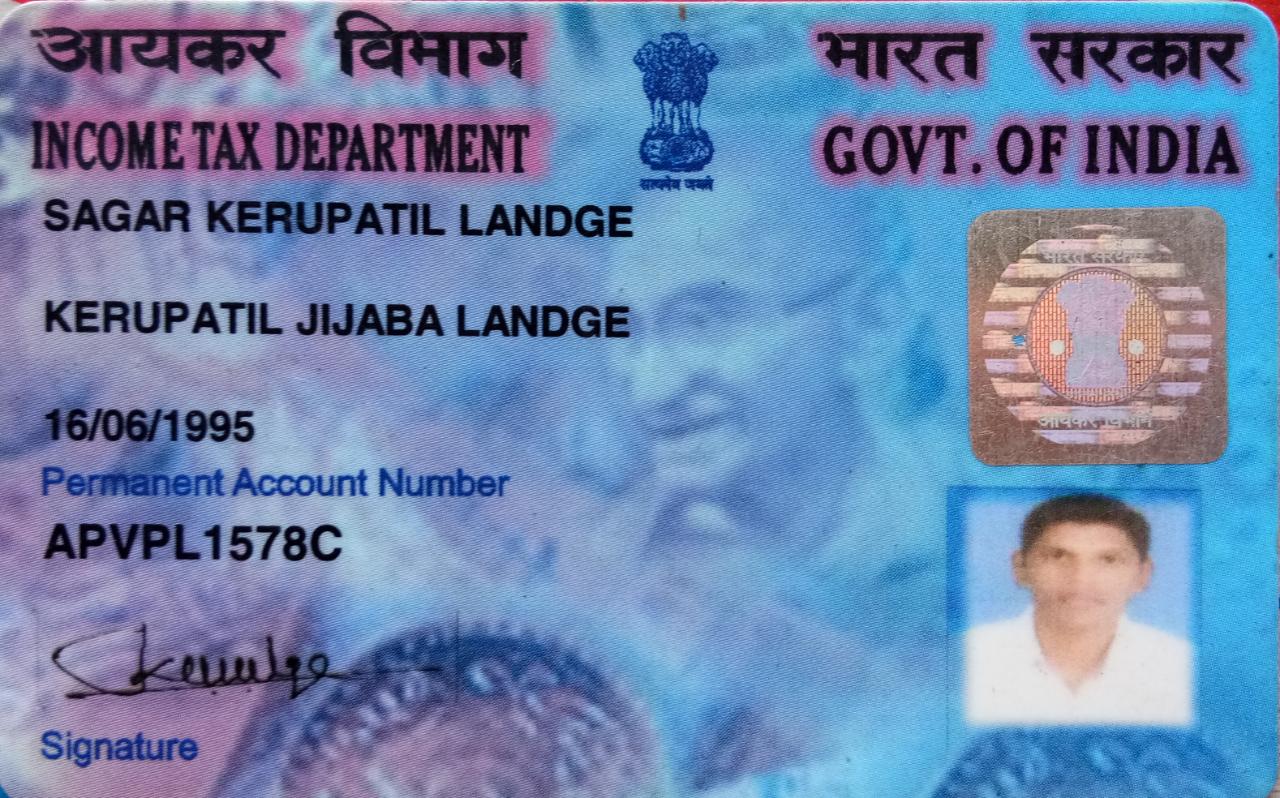 आयकर विभाग
भारत सरकार
INCOME TAX DEPARTMENT
GOVT. OF INDIA
सत्यमेव जयते
SAGAR KERUPATIL LANDGE
भारत सरकार
KERUPATIL JIJABA LANDGE
आयकर विभाग
16/06/1995
Permanent Account Number
APVPL1578C
Signature